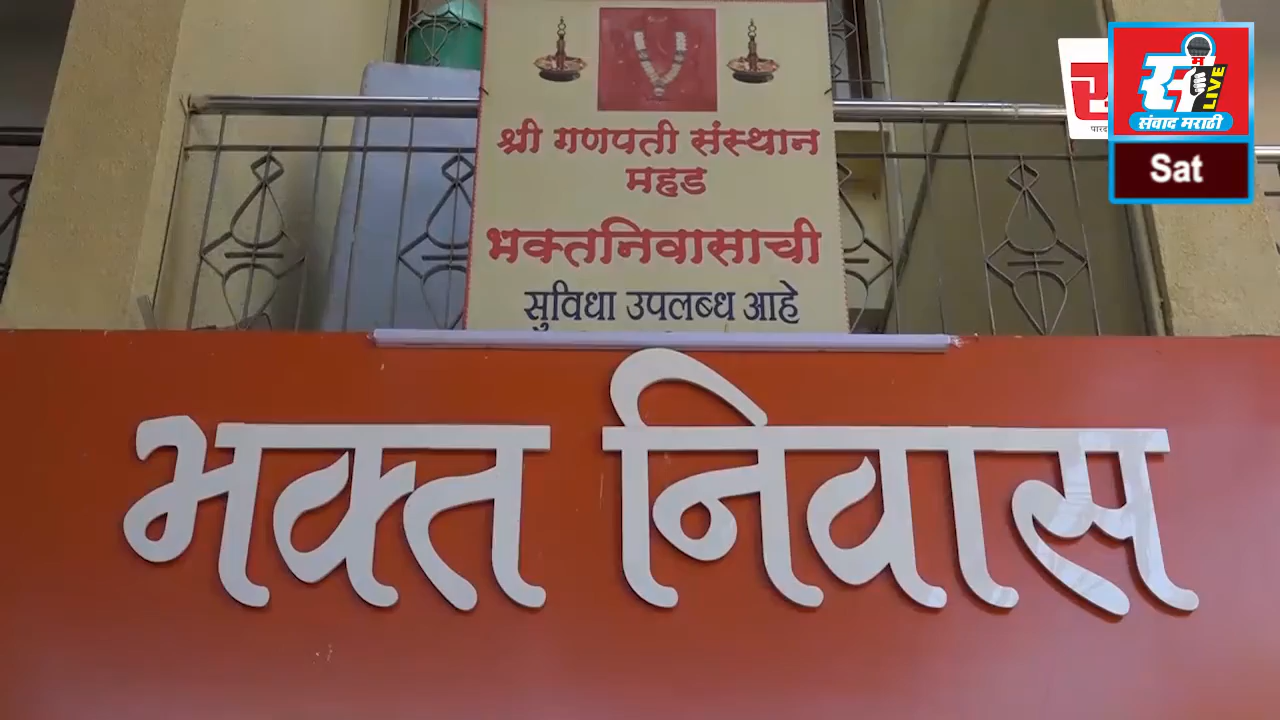 श्री गणपती संस्थान
महड
भक्तनिवासाची
सुविधा उपलब्ध आहे
भक्त निवास
LIVE
संवाद मराठी
Sat